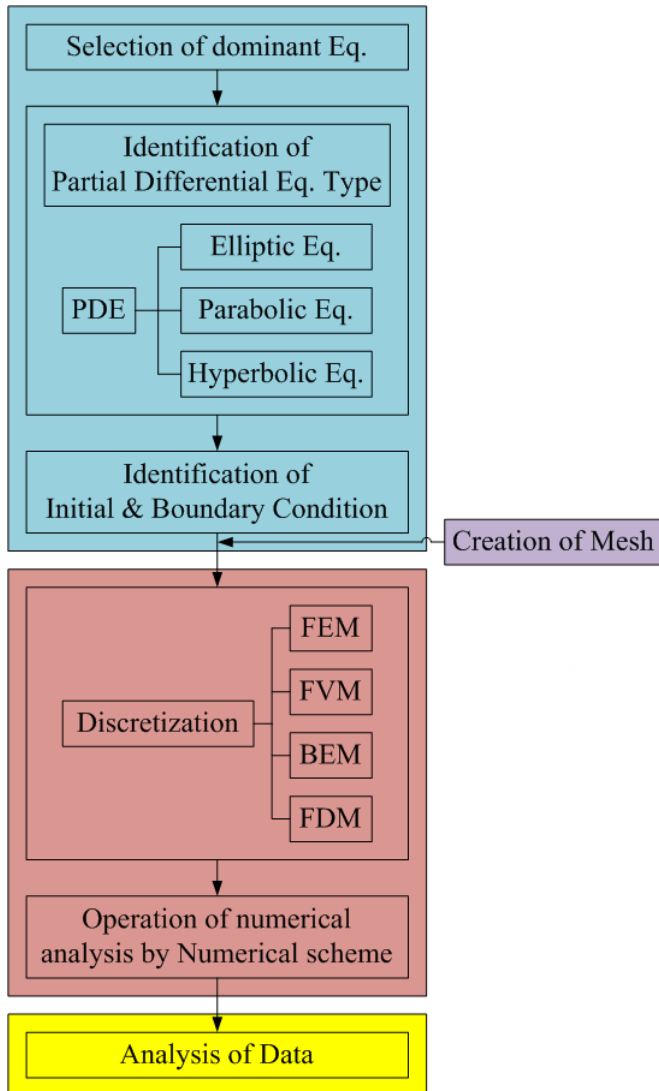 Selection of dominant Eq.
Identification of
Partial Differential Eq. Type
Elliptic Eq.
PDE
Parabolic Eq.
Hyperbolic Eq.
Identification of
Initial & Boundary Condition
Creation of Mesh
FEM
FVM
Discretization
BEM
FDM
Operation of numerical
analysis by Numerical scheme
Analysis of Data